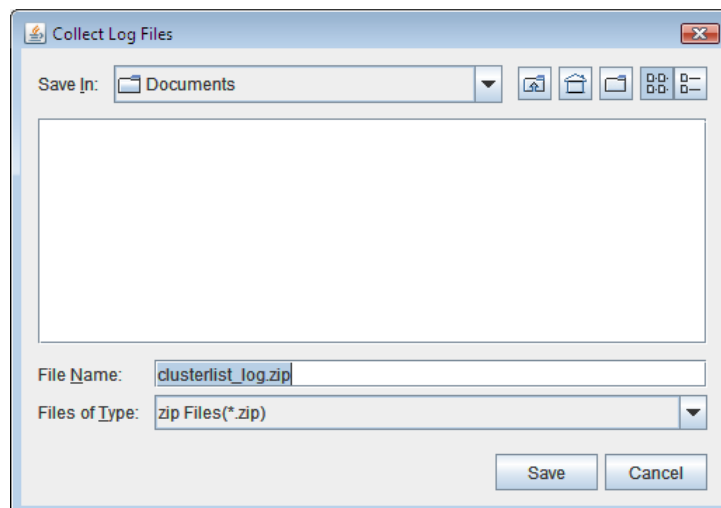 Collect Log Files
Save In: Documents
File Name: clusterlist_log.zip
Files of Type: zip Files(*.zip)
Save Cancel